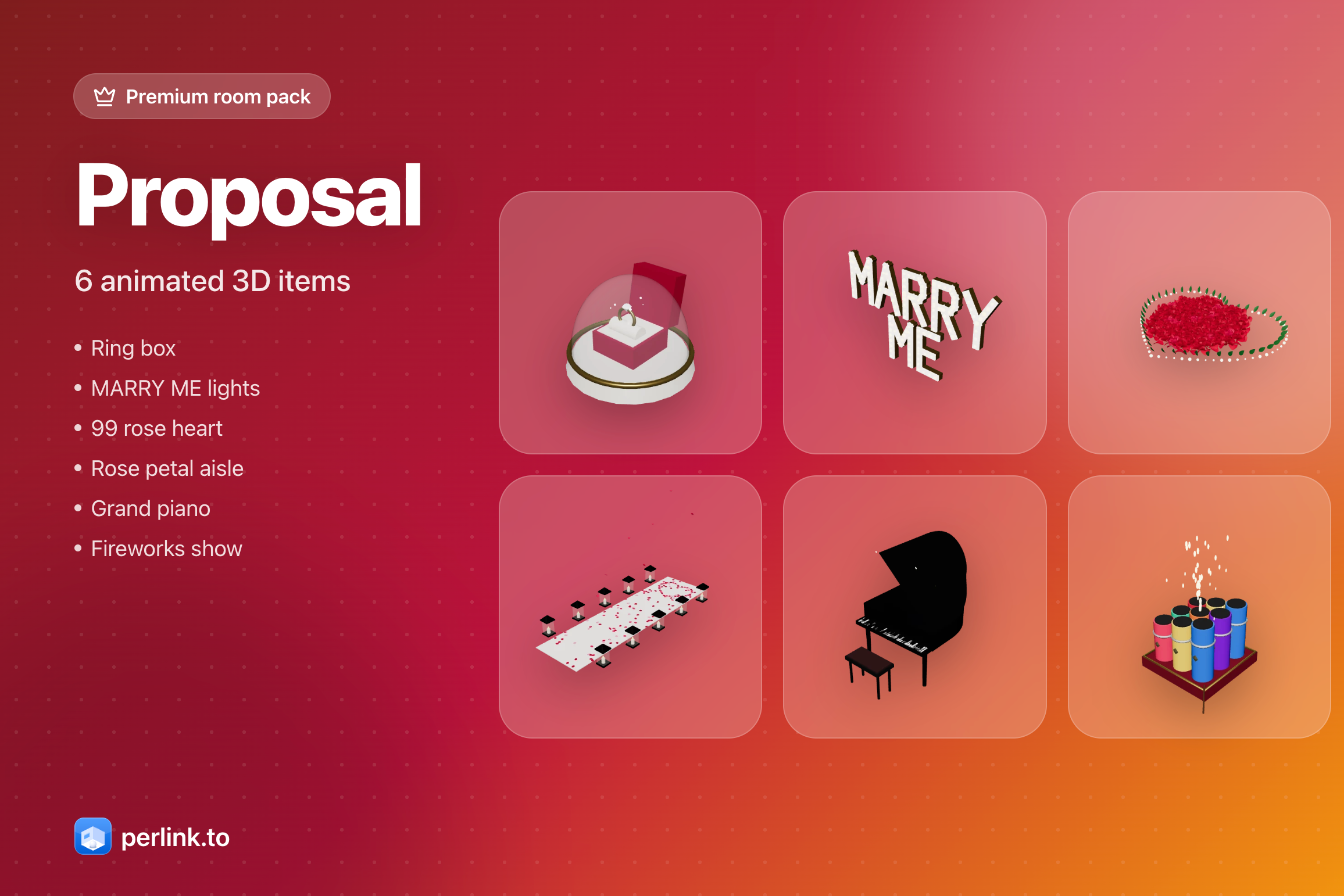 Premium room pack
Proposal
6 animated 3D items
• Ring box
• MARRY ME lights
• 99 rose heart
• Rose petal aisle
• Grand piano
• Fireworks show
MARRY
ME
perlink.to